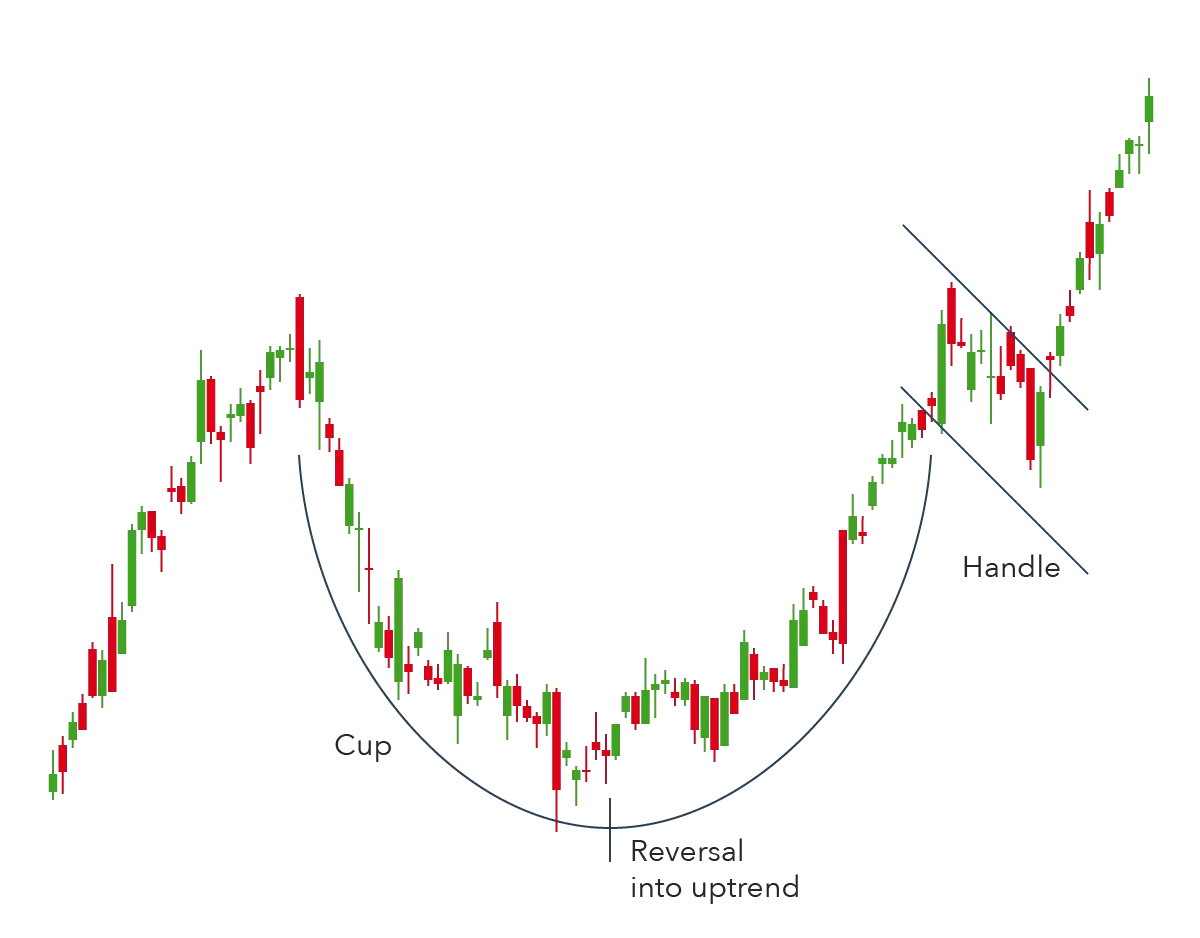 Handle
Cup
Reversal
into uptrend